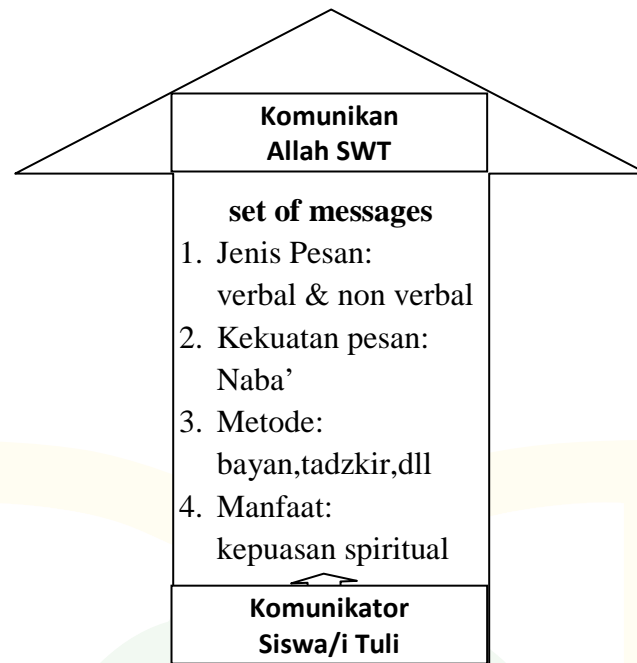 Komunikan
Allah SWT
set of messages
1. Jenis Pesan:
verbal & non verbal
2. Kekuatan pesan:
Naba’
3. Metode:
bayan,tadzkir,dll
4. Manfaat:
kepuasan spiritual
Komunikator
Siswa/i Tuli